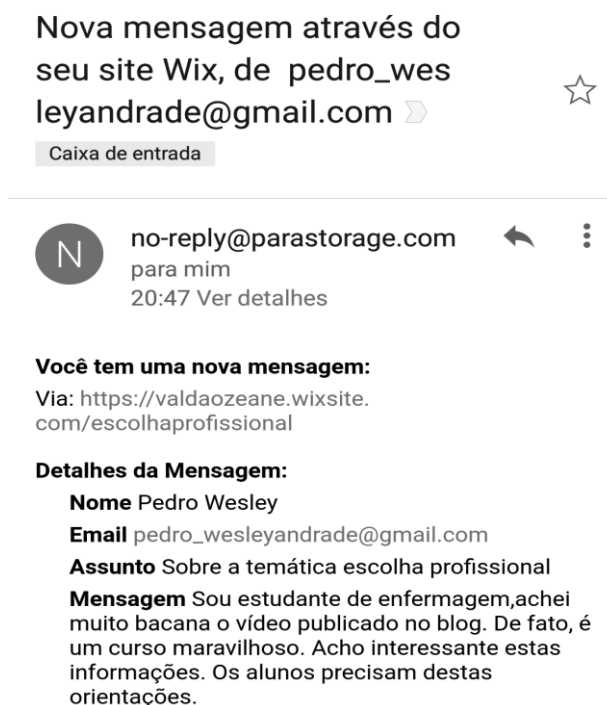 Nova mensagem através do
seu site Wix, de pedro_wes
leyandrade@gmail.com
Caixa de entrada
N
no-reply@parastorage.com
para mim
20:47 Ver detalhes
Você tem uma nova mensagem:
Via: https://valdaozeane.wixsite.
com/escolhaprofissional
Detalhes da Mensagem:
Nome Pedro Wesley
Email pedro_wesleyandrade@gmail.com
Assunto Sobre a temática escolha profissional
Mensagem Sou estudante de enfermagem,achei
muito bacana o vídeo publicado no blog. De fato, é
um curso maravilhoso. Acho interessante estas
informações. Os alunos precisam destas
orientações.